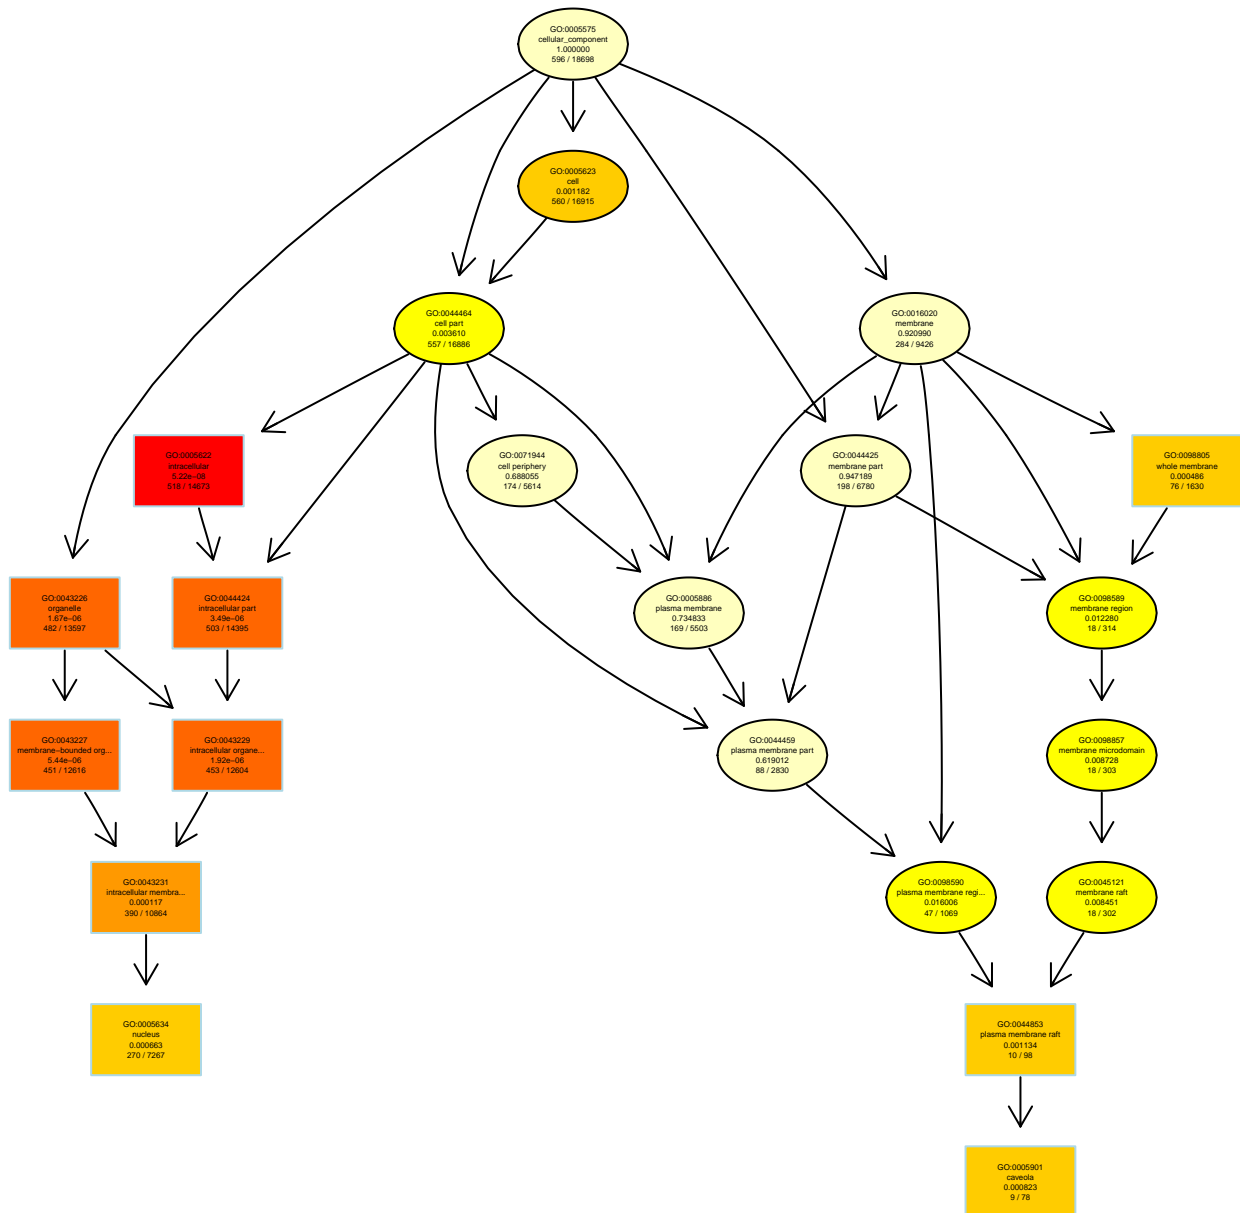 GO:0005575
cellular_component
1.000000
596 / 18698
GO:0005623
cell
0.001182
560 / 16915
GO:0044464
cell part
0.003610
557 / 16886
GO:0016020
membrane
0.920990
284 / 9426
GO:0005622
intracellular
5.22e−08
518 / 14673
GO:0071944
cell periphery
0.688055
174 / 5614
GO:0044425
membrane part
0.947189
198 / 6780
GO:0098805
whole membrane
0.000486
76 / 1630
GO:0043226
organelle
1.67e−06
482 / 13597
GO:0044424
intracellular part
3.49e−06
503 / 14395
GO:0005886
plasma membrane
0.734833
169 / 5503
GO:0098589
membrane region
0.012280
18 / 314
GO:0043227
membrane−bounded org...
5.44e−06
451 / 12616
GO:0043229
intracellular organe...
1.92e−06
453 / 12604
GO:0044459
plasma membrane part
0.619012
88 / 2830
GO:0098857
membrane microdomain
0.008728
18 / 303
GO:0043231
intracellular membra...
0.000117
390 / 10864
GO:0098590
plasma membrane regi...
0.016006
47 / 1069
GO:0045121
membrane raft
0.008451
18 / 302
GO:0005634
nucleus
0.000663
270 / 7267
GO:0044853
plasma membrane raft
0.001134
10 / 98
GO:0005901
caveola
0.000823
9 / 78